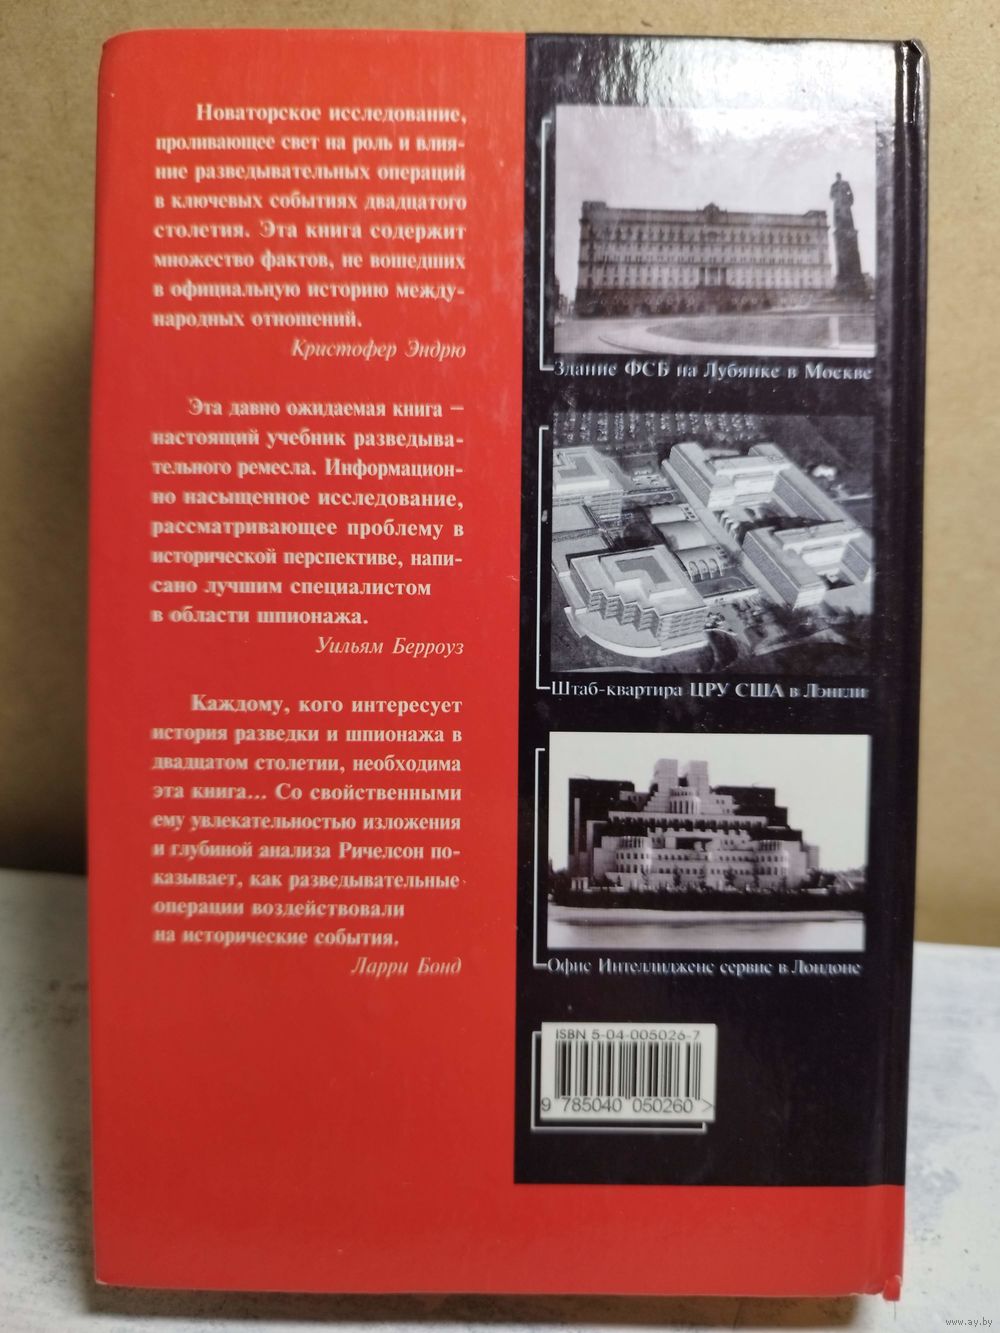 Новаторское исследование,
проливающее свет на роль и влия-
ние разведывательных операций
в ключевых событиях двадцатого
столетия. Эта книга содержит
множество фактов, не вошедших
в официальную историю между-
народных отношений.
Кристофер Эндрю
Эта давно ожидаемая книга –
настоящий учебник разведыва-
тельного ремесла. Информацион-
но насыщенное исследование,
рассматривающее проблему в
исторической перспективе, напи-
сано лучшим специалистом
в области шпионажа.
Уильям Берроуз
Каждому, кого интересует
история разведки и шпионажа в
двадцатом столетии, необходима
эта книга... Со свойственными
ему увлекательностью изложения
и глубиной анализа Ричелсон по-
казывает, как разведывательные
операции воздействовали
на исторические события.
Ларри Бонд
Здание ФСБ на Лубянке в Москве
Штаб-квартира ЦРУ США в Лэнгли
Офис Интеллидженс сервис в Лондоне
ISBN 5-04-005026-7
9 785040 050260 >
www.ay.by